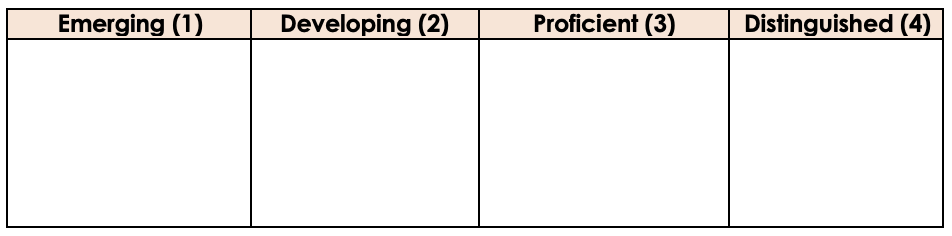 Emerging (1) Developing (2) Proficient (3) Distinguished (4)